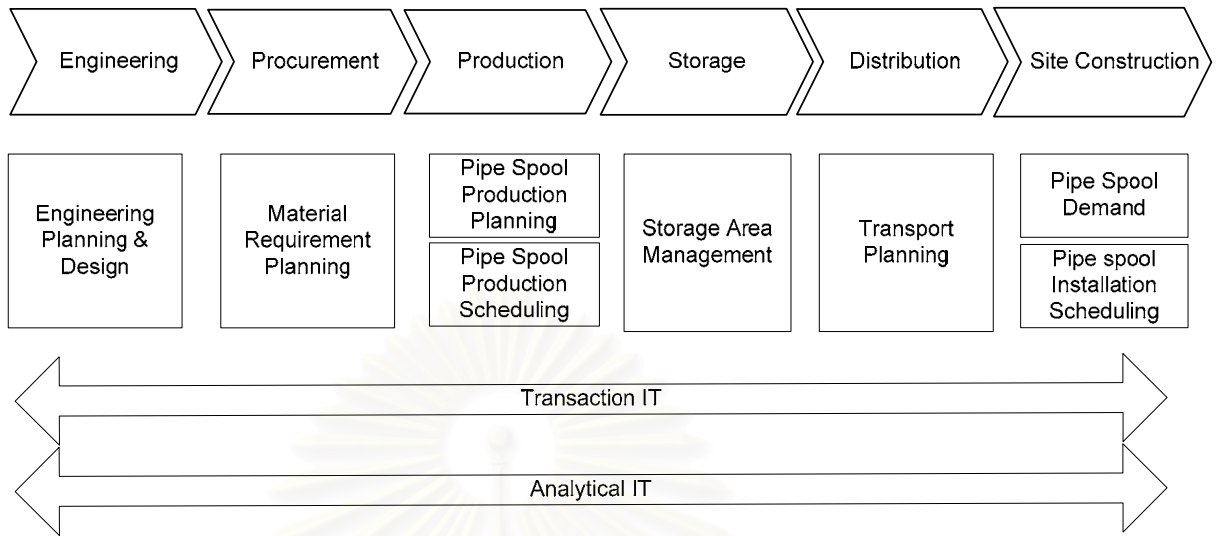 Engineering
Procurement
Production
Storage
Distribution
Site Construction
Engineering
Planning &
Design
Material
Requirement
Planning
Pipe Spool
Production
Planning
Pipe Spool
Production
Scheduling
Storage Area
Management
Transport
Planning
Pipe Spool
Demand
Pipe spool
Installation
Scheduling
Transaction IT
Analytical IT